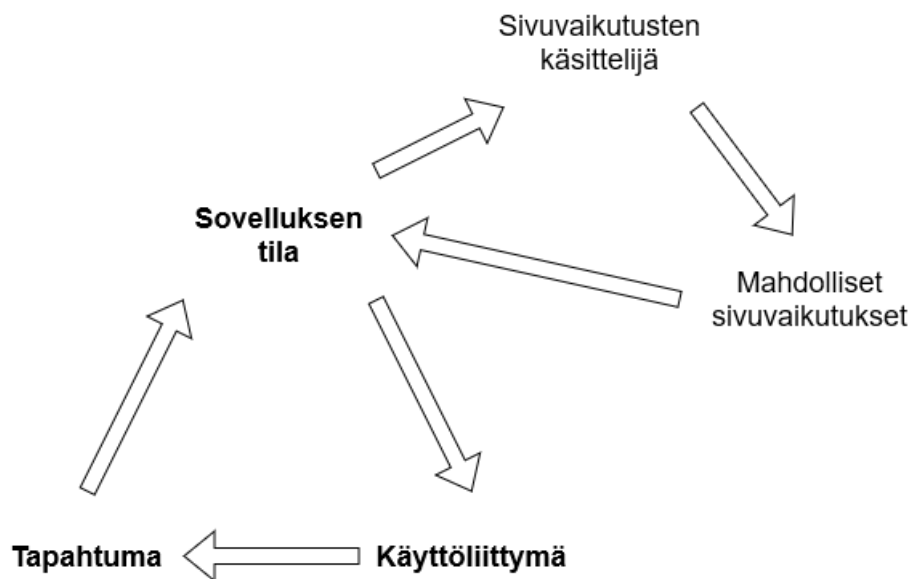 Sivuvaikutusten
käsittelijä
Sovelluksen
tila
Mahdolliset
sivuvaikutukset
Tapahtuma
Käyttöliittymä